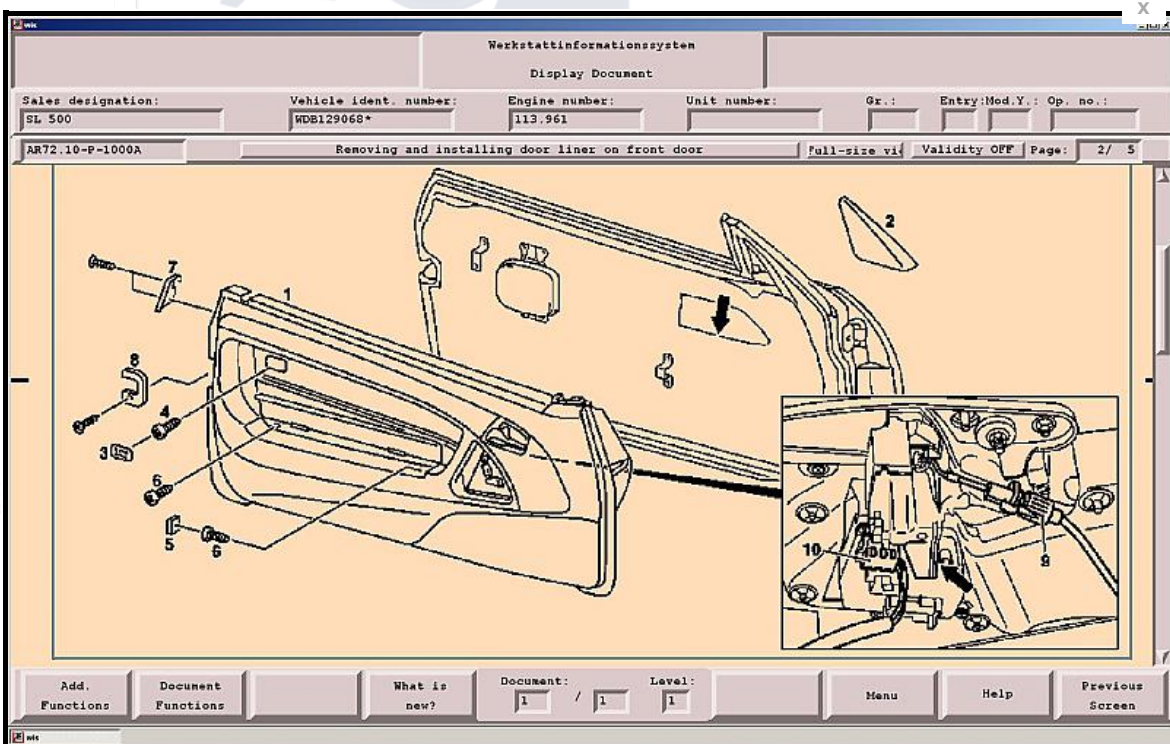 x
wis
Werkstattinformationssystem
Display Document
Sales designation: Vehicle ident. number: Engine number: Unit number: Gr.: Entry: Mod.Y.: Op. no.:
SL 500 WDB129068* 113.961
AR72.10-P-1000A Removing and installing door liner on front door Full-size vi Validity OFF Page: 2/ 5
2
7
1
8
4
3
6
5 6
10
9
Add. Functions
Document Functions
What is new?
Document: Level:
1 / 1 1
Menu
Help
Previous Screen
wis